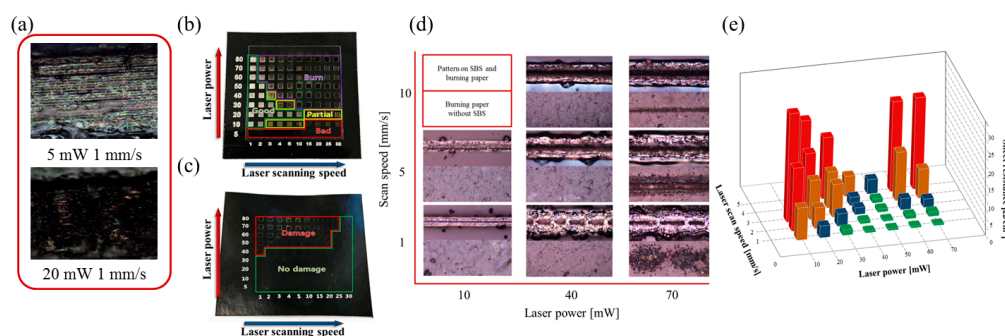 (a)
5 mW 1 mm/s
20 mW 1 mm/s
(b)
Laser power
80
70
60
50
40
30
20
10
5
Burn
Good
Partial
Bad
Laser scanning speed
(c)
Laser power
80
70
60
50
40
30
20
10
5
Damage
No damage
1 2 3 4 5 10 15 20 25 30
Laser scanning speed
(d)
Scan speed [mm/s]
10
5
1
Pattern on SBS and
burning paper
Burning paper
without SBS
10 40 70
Laser power [mW]
(e)
Laser scan speed [mm/s]
5
4
3
2
1
0 10 20 30 40 50 60 70
Laser power [mW]
30
25
20
15
10
5
0